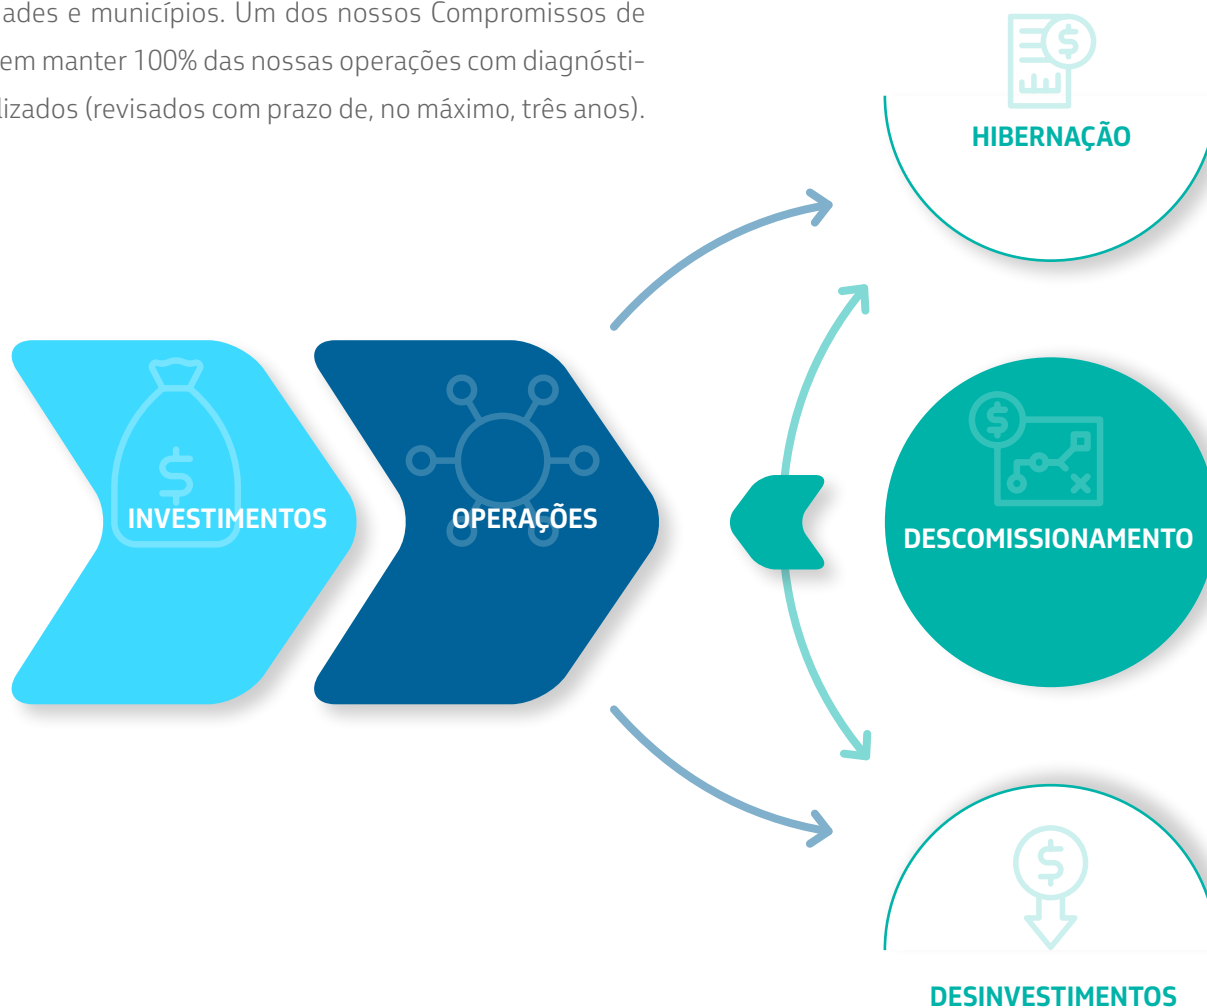 ades e municípios. Um dos nossos Compromissos de
em manter 100% das nossas operações com diagnósti-
lizados (revisados com prazo de, no máximo, três anos).
HIBERNAÇÃO
INVESTIMENTOS
OPERAÇÕES
DESCOMISSIONAMENTO
DESINVESTIMENTOS